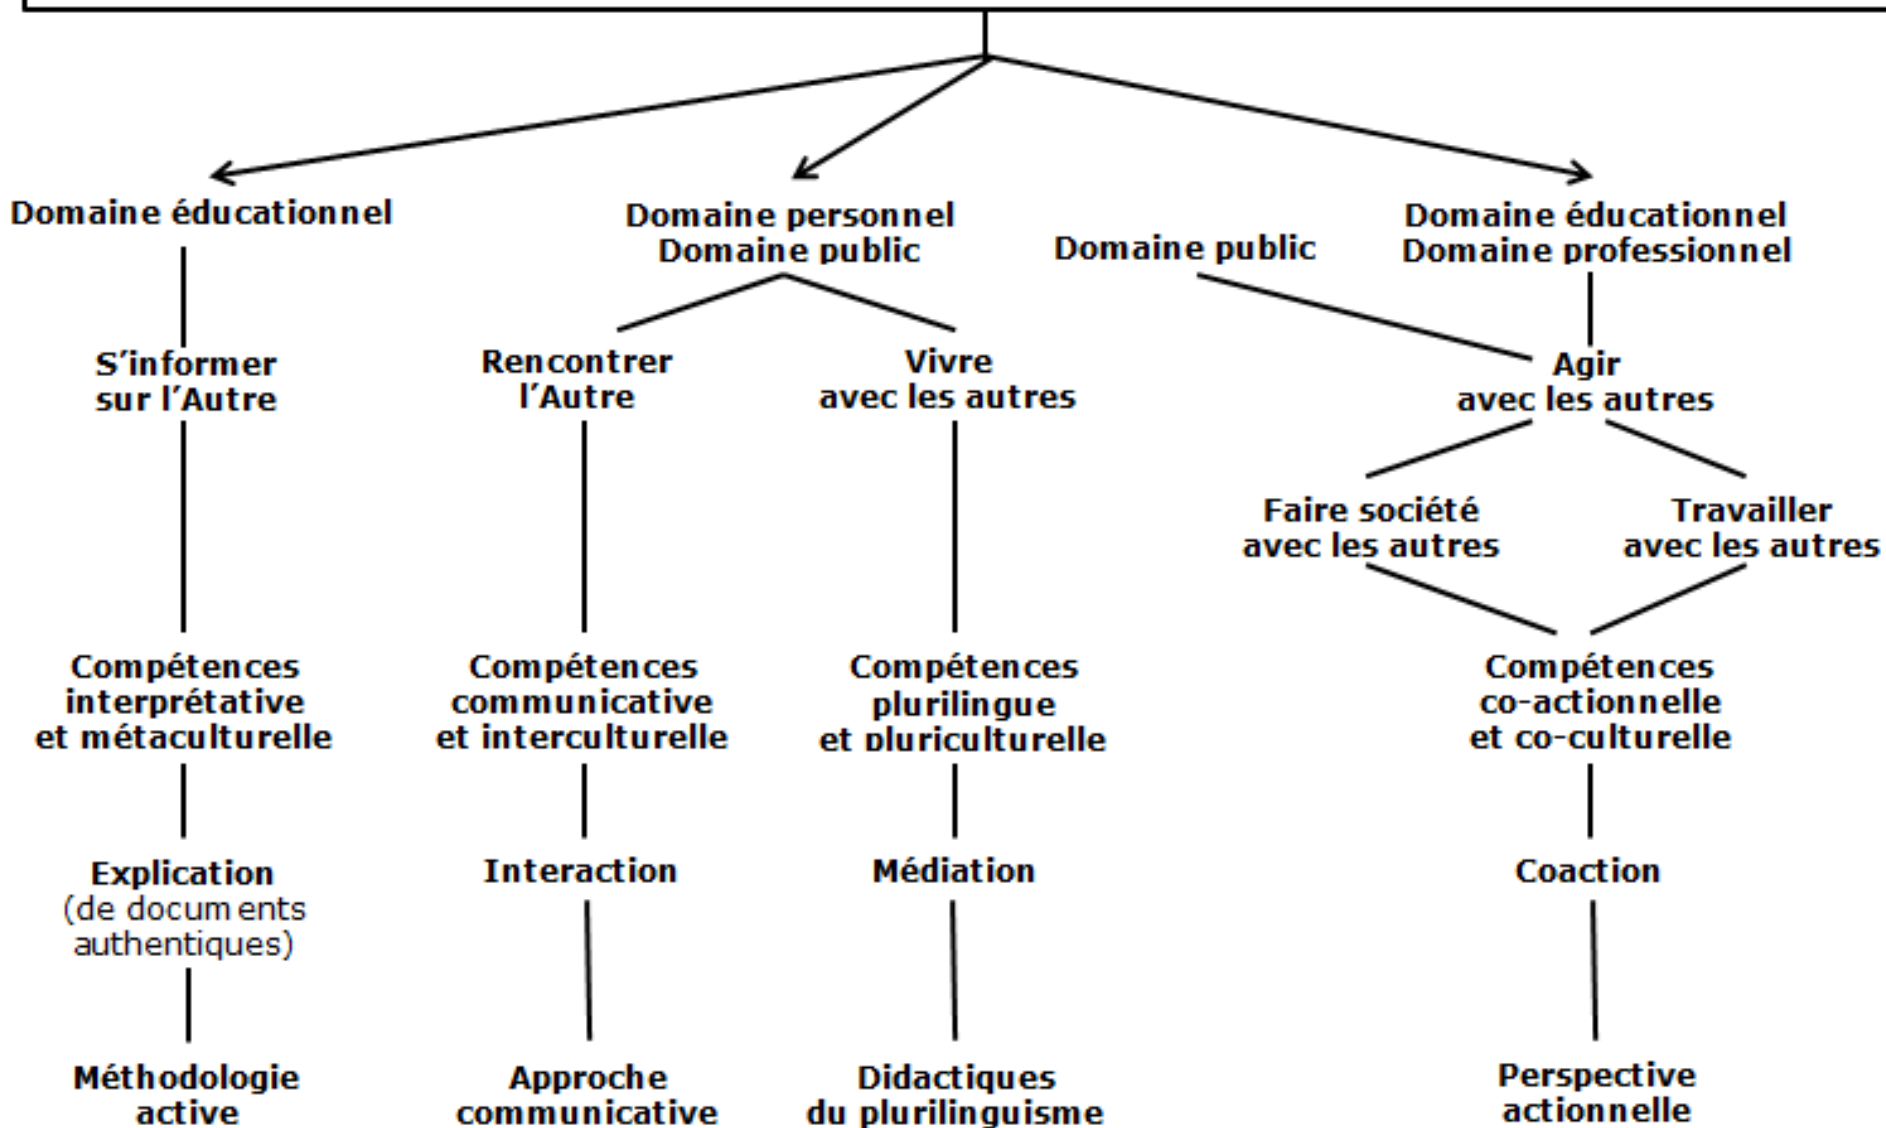 Domaine éducationnel
Domaine personnel
Domaine public
Domaine public
Domaine éducationnel
Domaine professionnel
S'informer
sur l'Autre
Rencontrer
l'Autre
Vivre
avec les autres
Agir
avec les autres
Faire société
avec les autres
Travailler
avec les autres
Compétences
interprétative
et métaculturelle
Compétences
communicative
et interculturelle
Compétences
plurilingue
et pluriculturelle
Compétences
co-actionnelle
et co-culturelle
Explication
(de documents
authentiques)
Interaction
Médiation
Coaction
Méthodologie
active
Approche
communicative
Didactiques
du plurilinguisme
Perspective
actionnelle